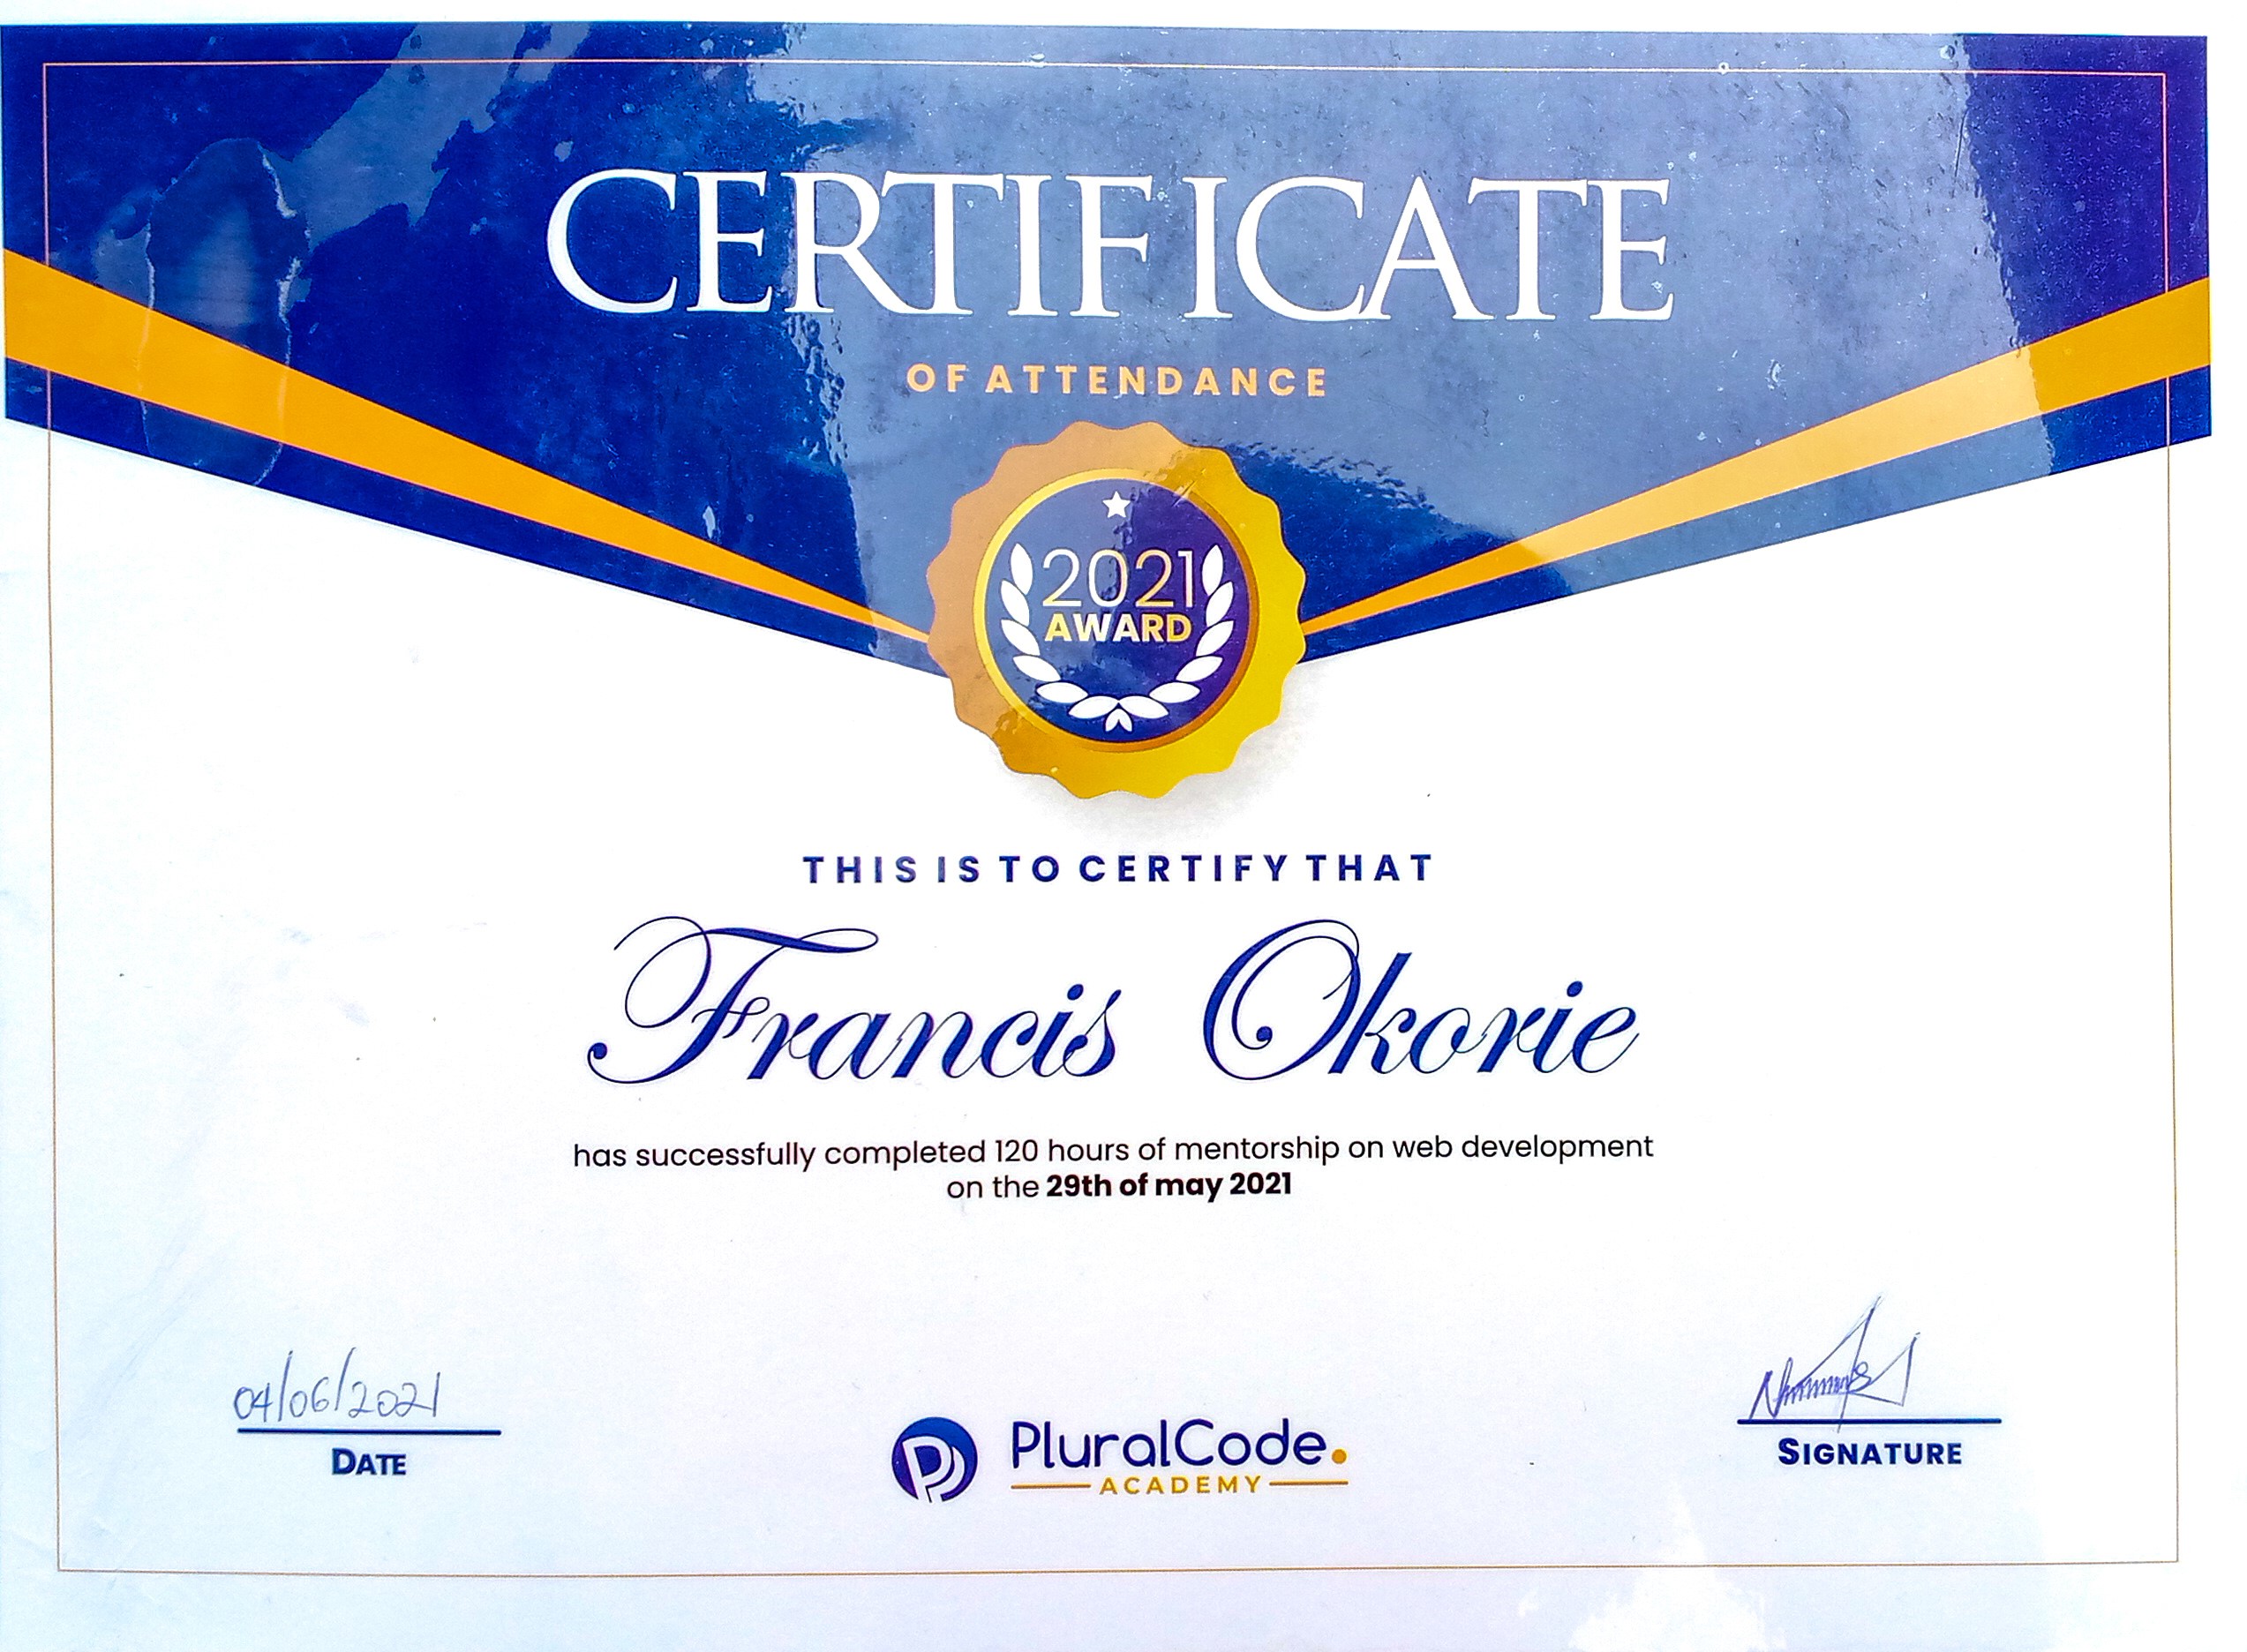 CERTIFICATE
OF ATTENDANCE
2021
AWARD
THIS IS TO CERTIFY THAT
Francis Okorie
has successfully completed 120 hours of mentorship on web development
on the 29th of may 2021
04/06/2021
DATE
PluralCode.
ACADEMY
SIGNATURE